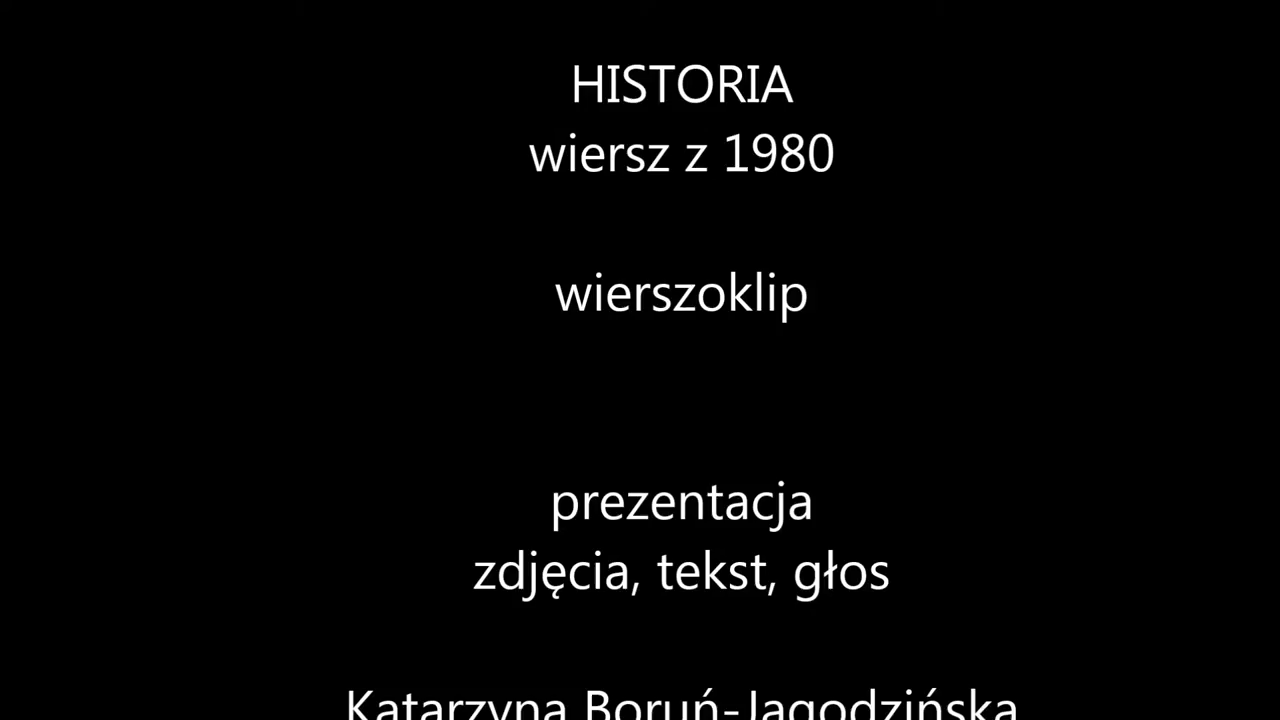 HISTORIA
wiersz z 1980
wierszoklip
prezentacja
zdjęcia, tekst, głos
Katarzyna Boruń-Jagodzińska